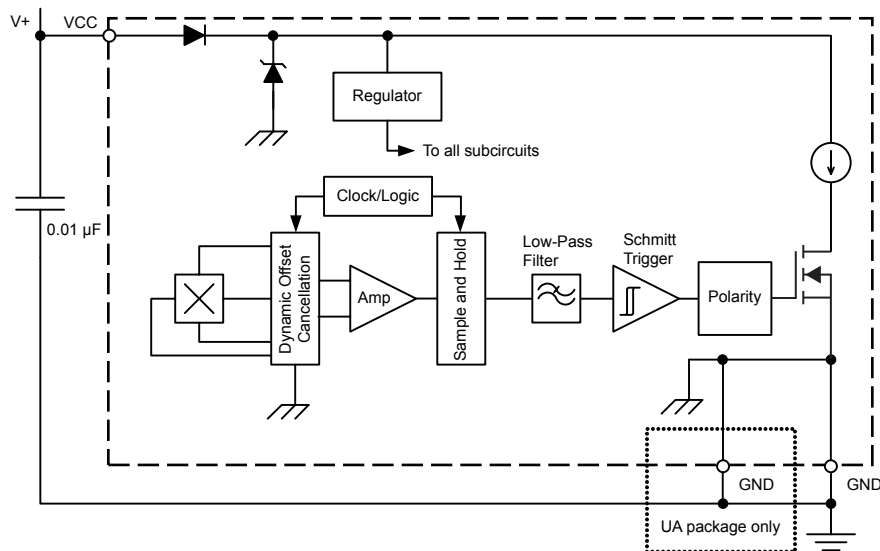 V+
VCC
Regulator
To all subcircuits
Clock/Logic
0.01 µF
Dynamic Offset
Cancellation
Amp
Sample and Hold
Low-Pass
Filter
Schmitt
Trigger
Polarity
GND
GND
UA package only